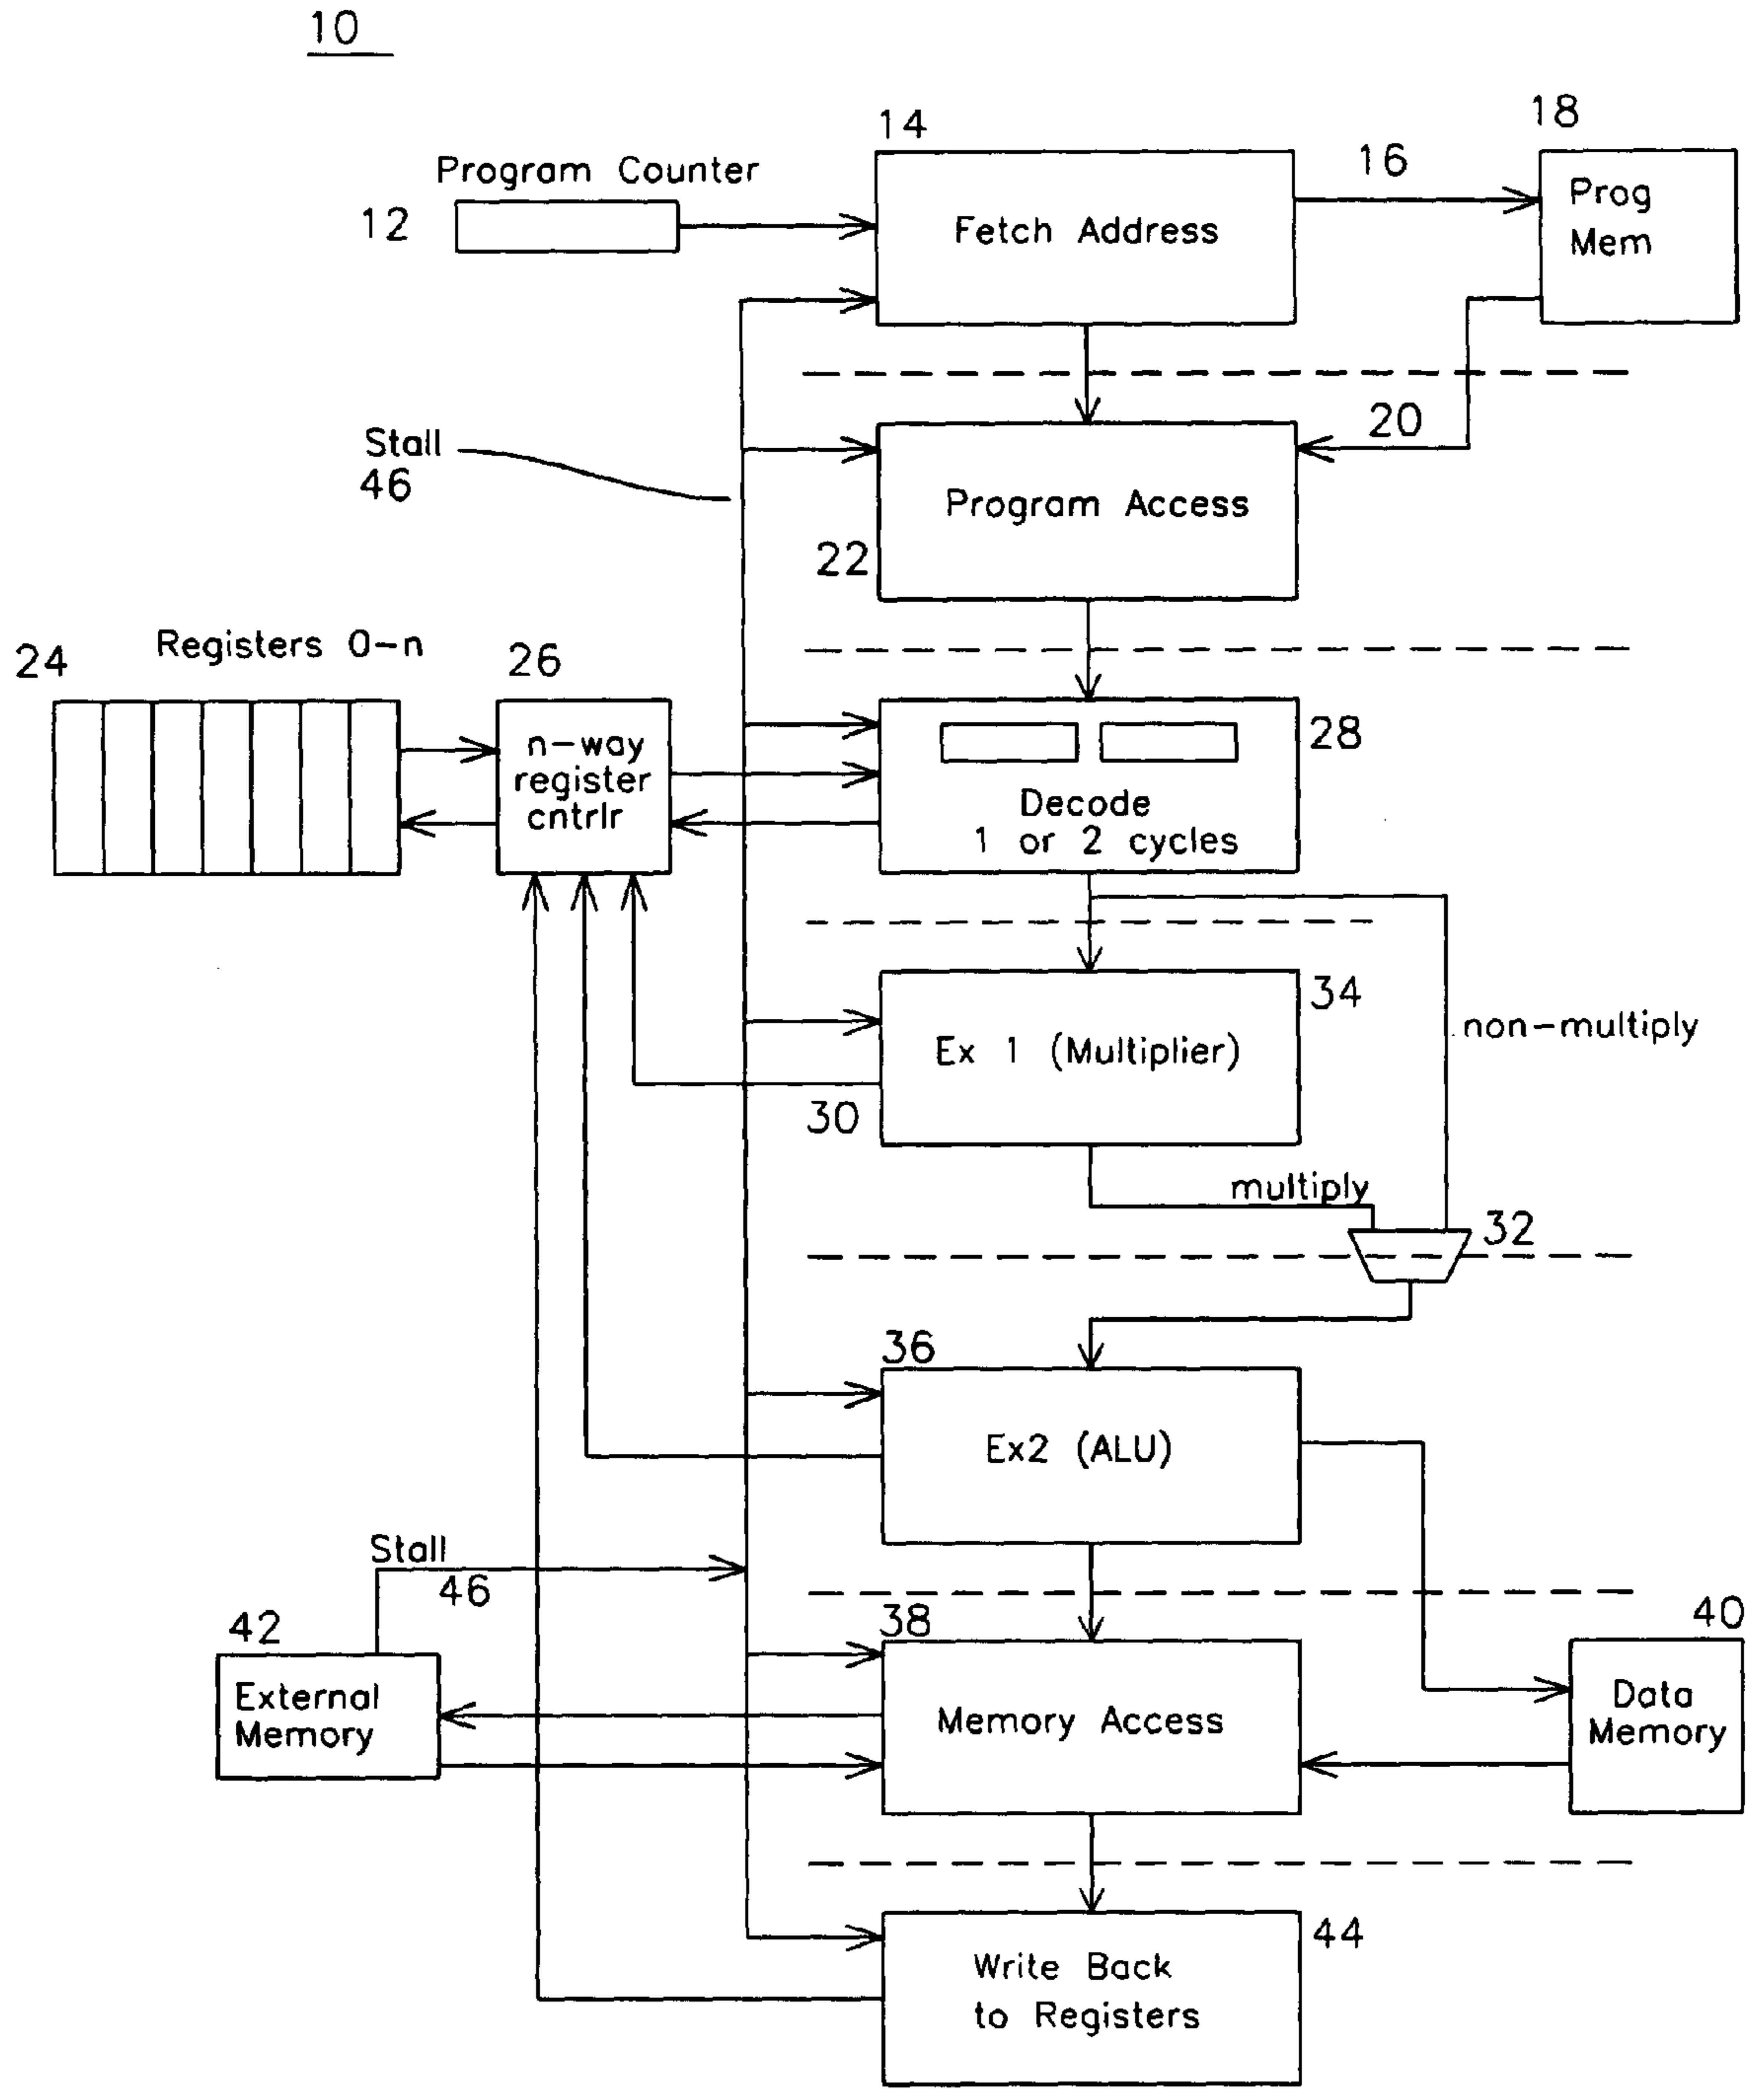 10
14
18
Program Counter
16
12
Fetch Address
Prog
Mem
20
Stall
46
Program Access
22
Registers 0-n
24
26
28
n-way
register
cntrlr
Decode
1 or 2 cycles
34
non-multiply
Ex 1 (Multiplier)
30
multiply
32
36
Ex2 (ALU)
Stall
46
42
38
40
External
Memory
Memory Access
Data
Memory
44
Write Back
to Registers